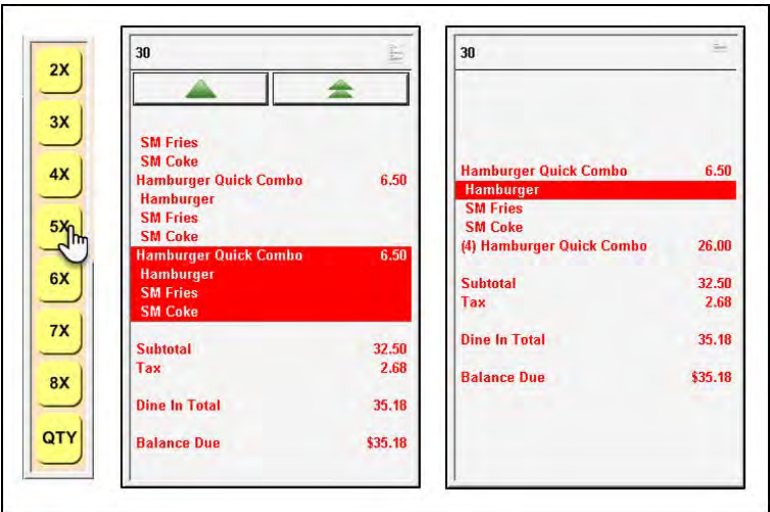 2X
3X
4X
5X
6X
7X
8X
QTY
30
SM Fries
SM Coke
Hamburger Quick Combo 6.50
Hamburger
SM Fries
SM Coke
Hamburger Quick Combo 6.50
Hamburger
SM Fries
SM Coke
Subtotal 32.50
Tax 2.68
Dine In Total 35.18
Balance Due $35.18
30
Hamburger Quick Combo 6.50
Hamburger
SM Fries
SM Coke
(4) Hamburger Quick Combo 26.00
Subtotal 32.50
Tax 2.68
Dine In Total 35.18
Balance Due $35.18